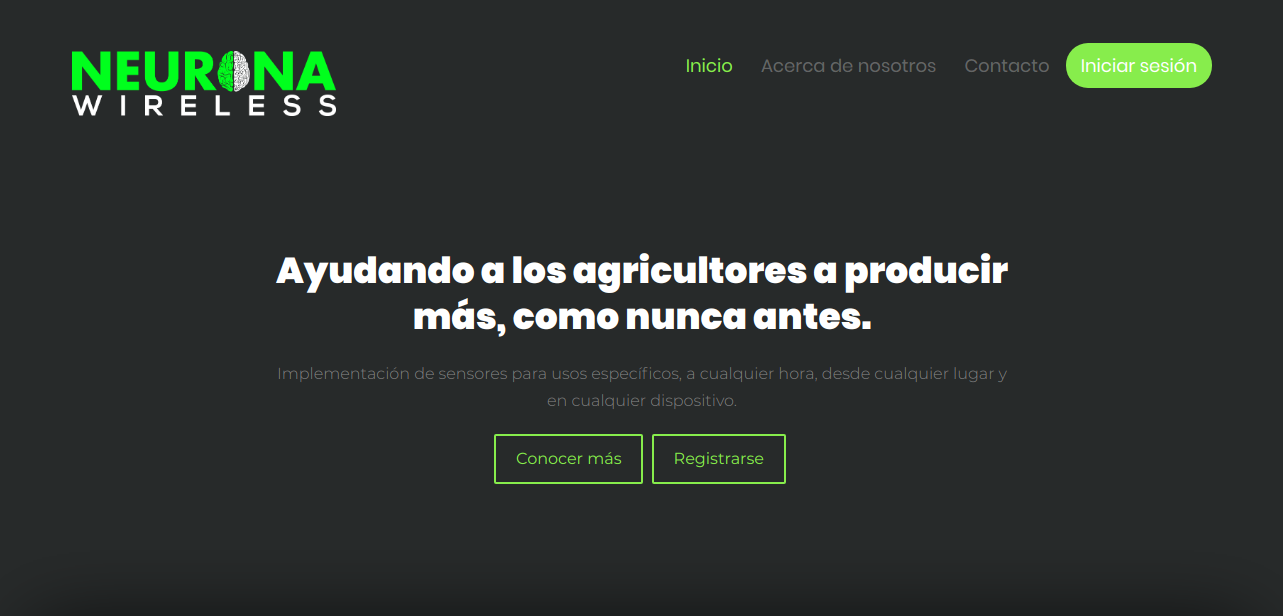 NEURONA
WIRELESS
Inicio
Acerca de nosotros
Contacto
Iniciar sesión
Ayudando a los agricultores a producir
más, como nunca antes.
Implementación de sensores para usos específicos, a cualquier hora, desde cualquier lugar y
en cualquier dispositivo.
Conocer más
Registrarse